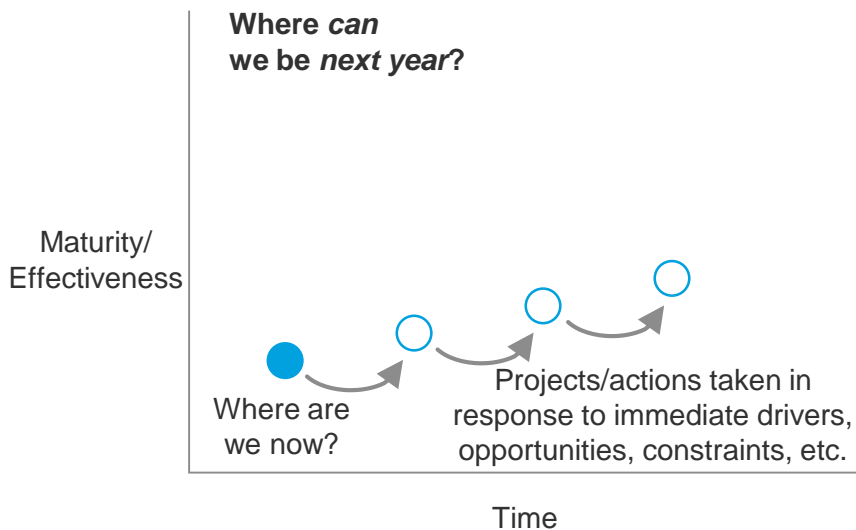 Where can
we be next year?
Maturity/
Effectiveness
Where are
we now?
Projects/actions taken in
response to immediate drivers,
opportunities, constraints, etc.
Time